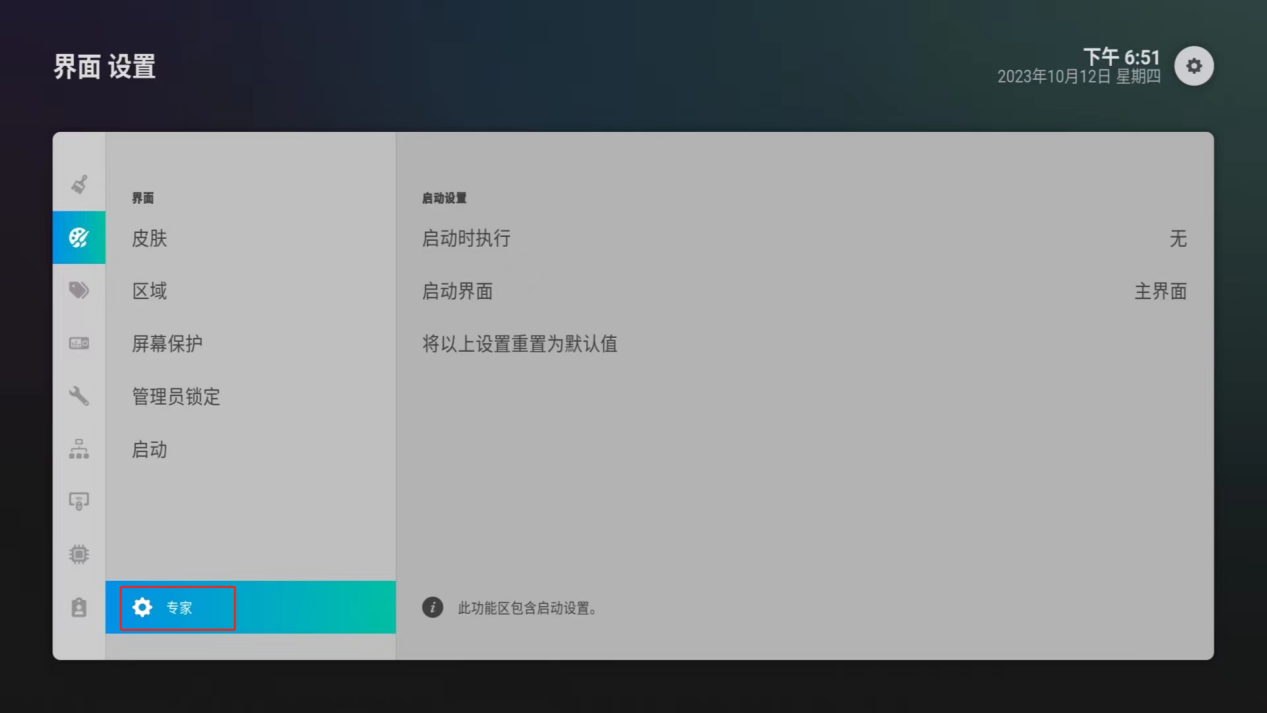 界面 设置
下午 6:51
2023年10月12日 星期四
界面
皮肤
区域
屏幕保护
管理员锁定
启动
专家
启动设置
启动时执行 无
启动界面 主界面
将以上设置重置为默认值
此功能区包含启动设置。